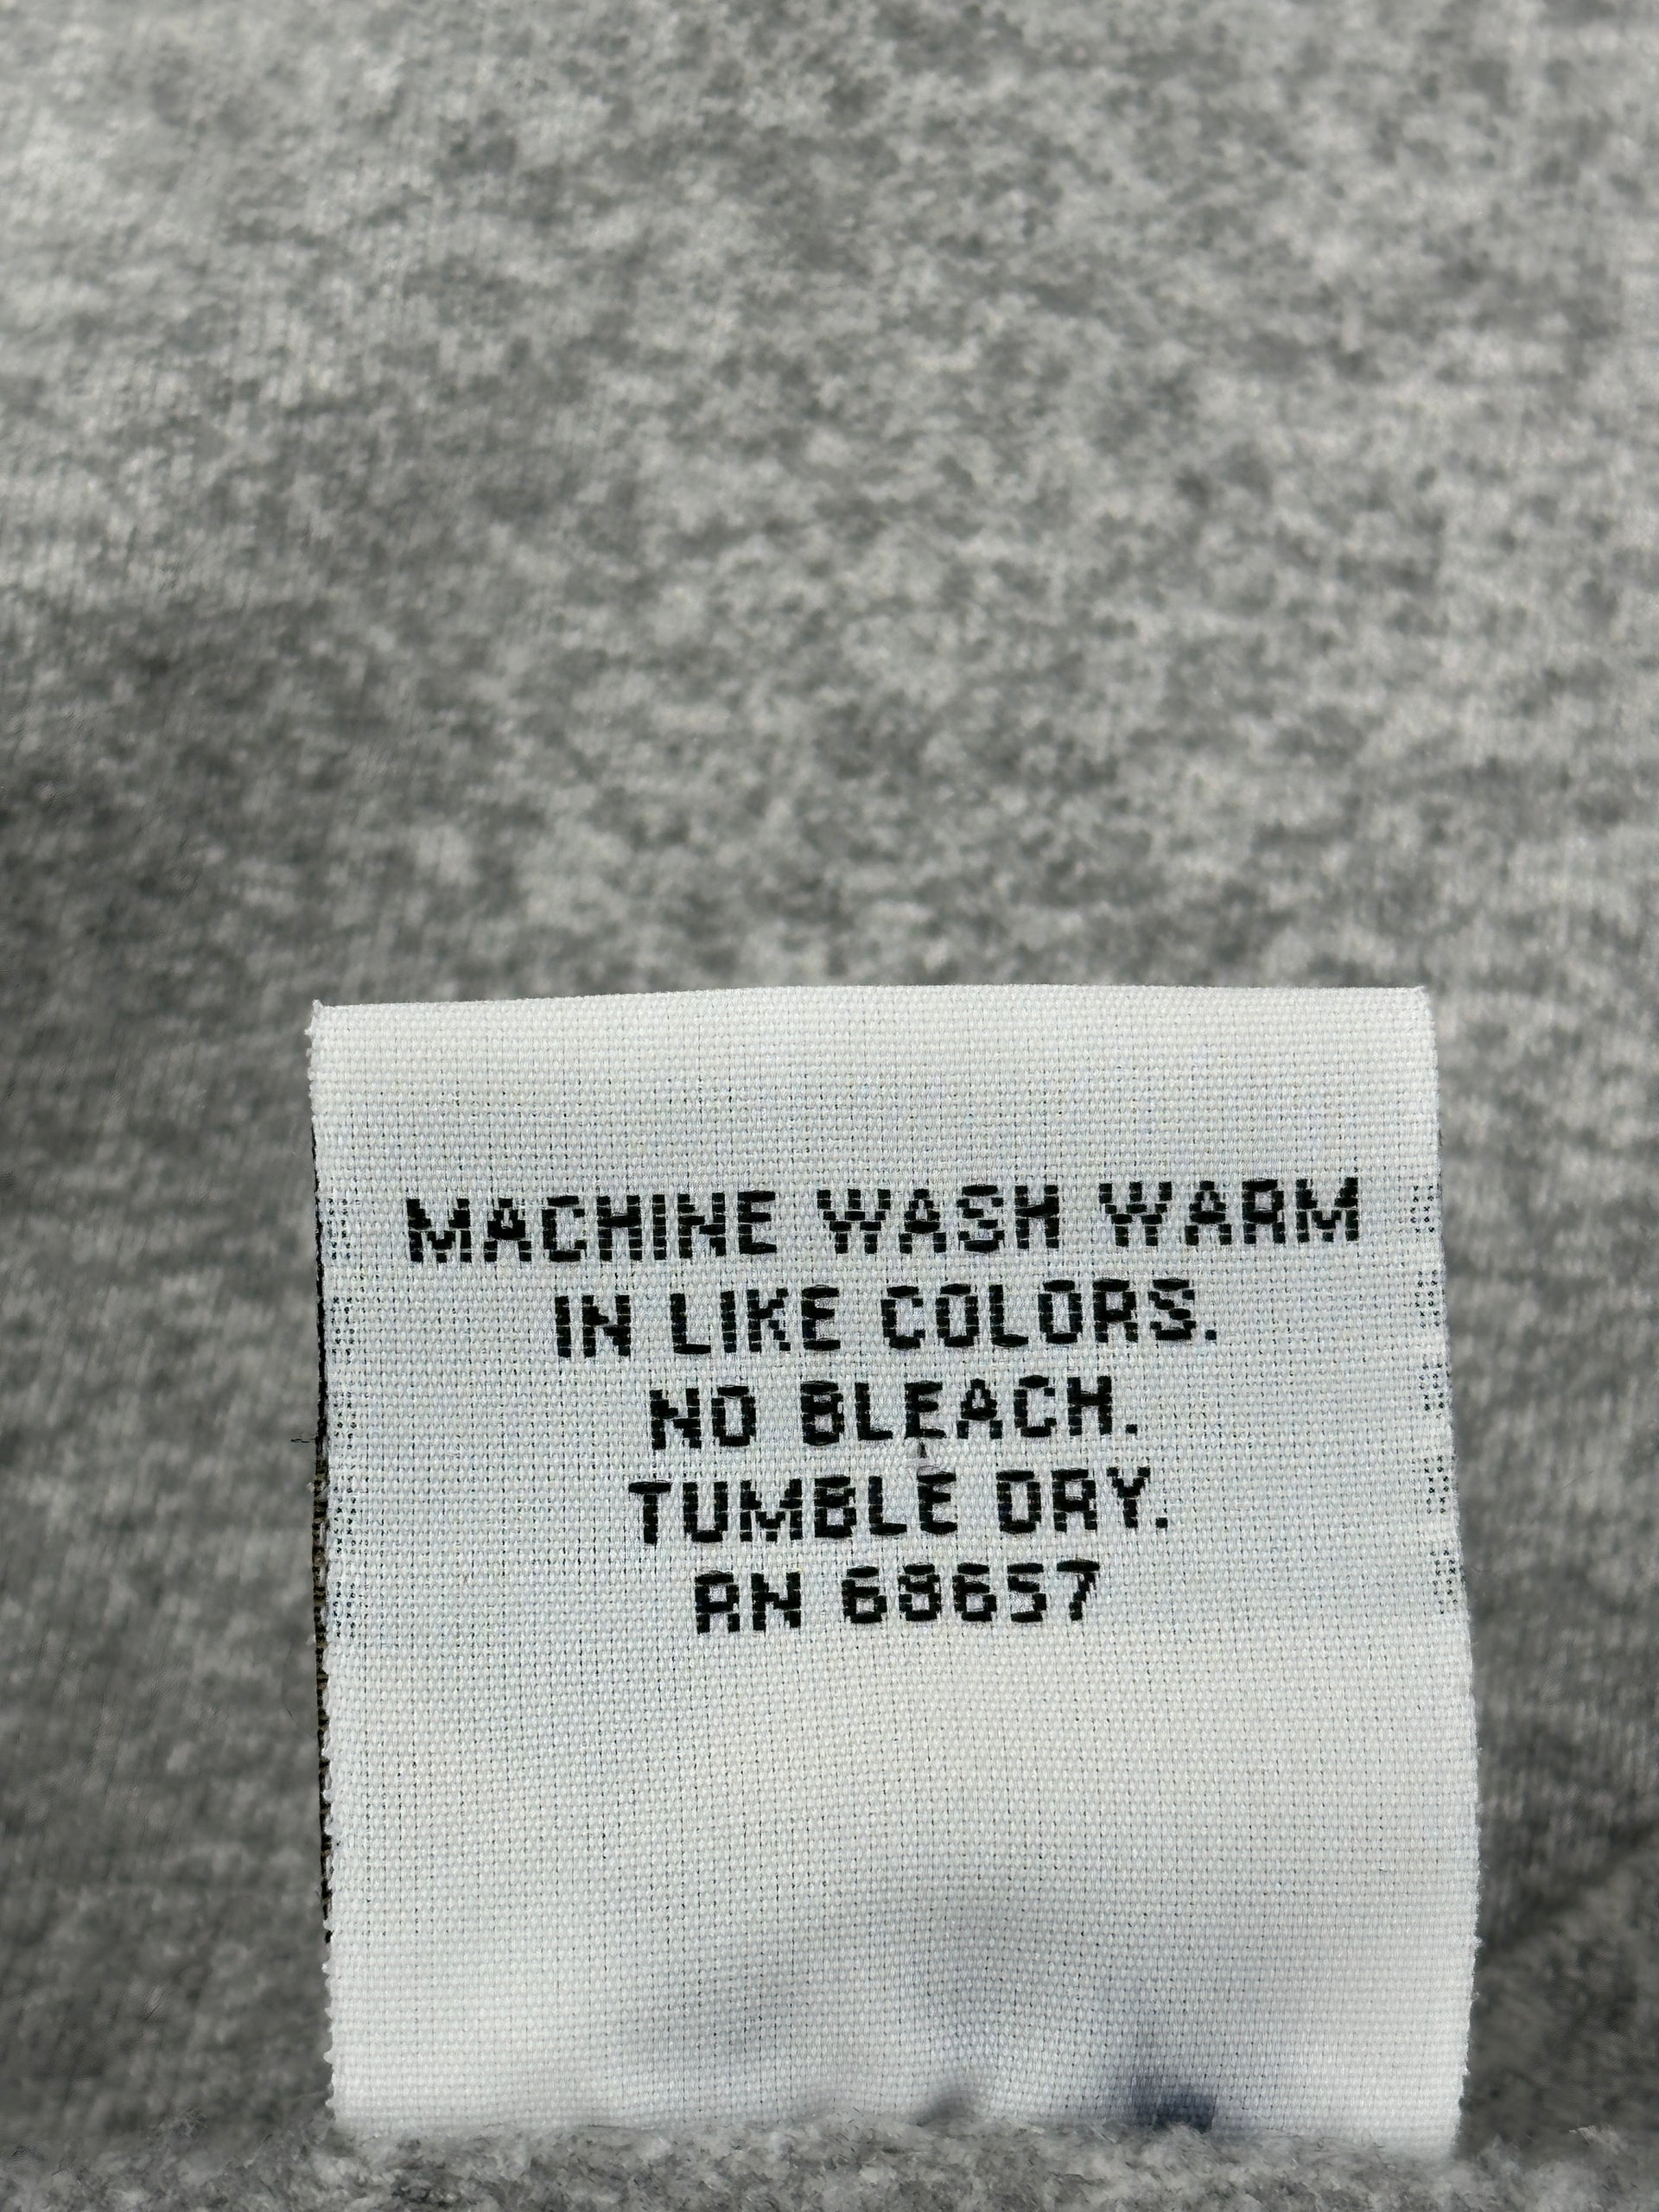 MACHINE WASH WARM
IN LIKE COLORS.
NO BLEACH.
TUMBLE DRY.
RN 68657